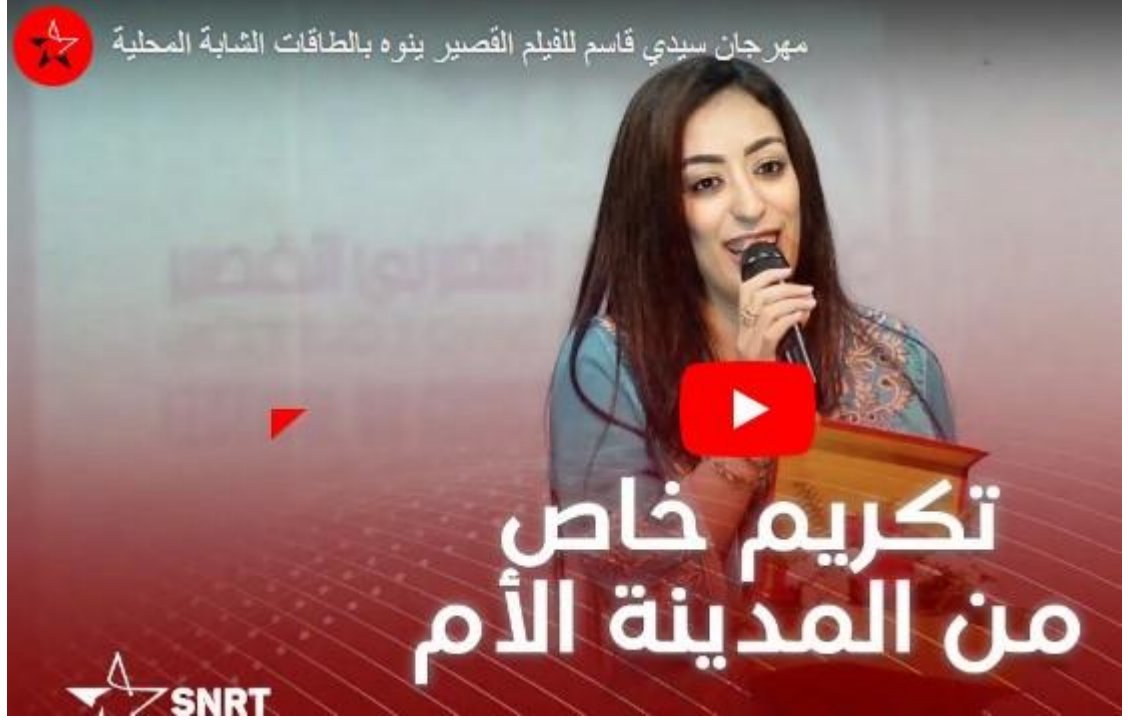 مهرجان سيدي قاسم للفيلم القصير ينوه بالطاقات الشابة المحلية
تكريم خاص
من المدينة الأم
SNRT